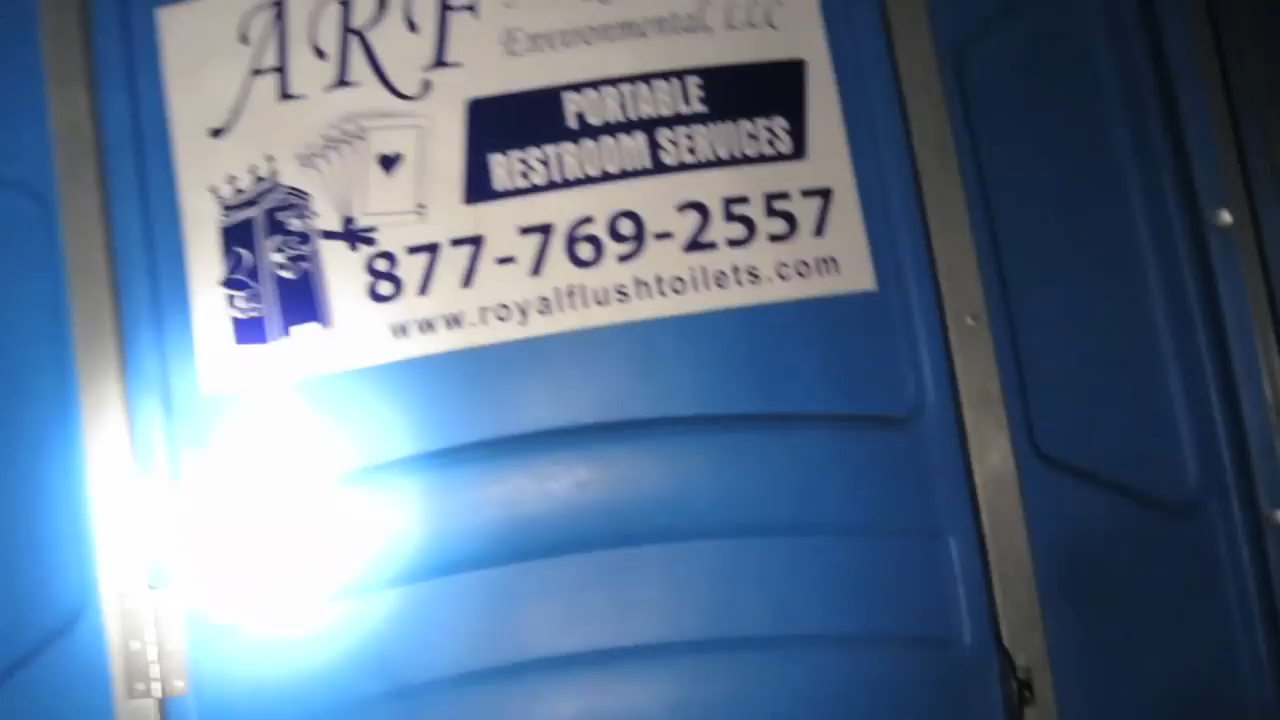 ARF
Environmental, LLC
PORTABLE
RESTROOM SERVICES
877-769-2557
www.royalflushtoilets.com